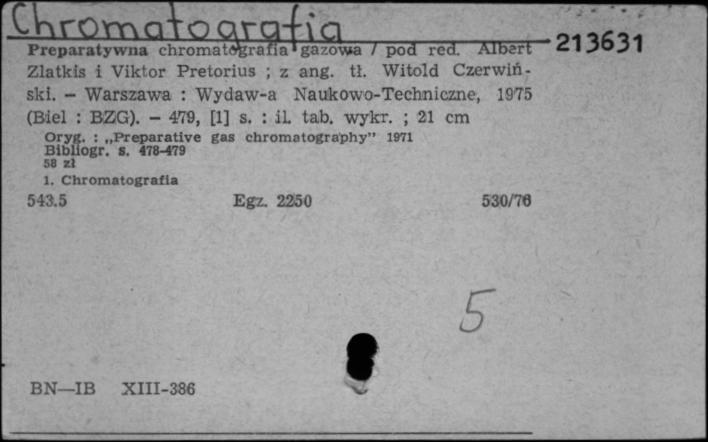 Chromatografia
213631
Preparatywna chromatografia gazowa / pod red. Albert
Zlatkis i Viktor Pretorius ; z ang. tł. Witold Czerwiń-
ski. – Warszawa : Wydaw-a Naukowo-Techniczne, 1975
(Biel : BZG). – 479, [1] s. : il. tab. wykr. ; 21 cm
Oryg. : „Preparative gas chromatography” 1971
Bibliogr. s. 478-479
58 zł
1. Chromatografia
543.5 Egz. 2250 530/76
5
BN—IB XIII-386